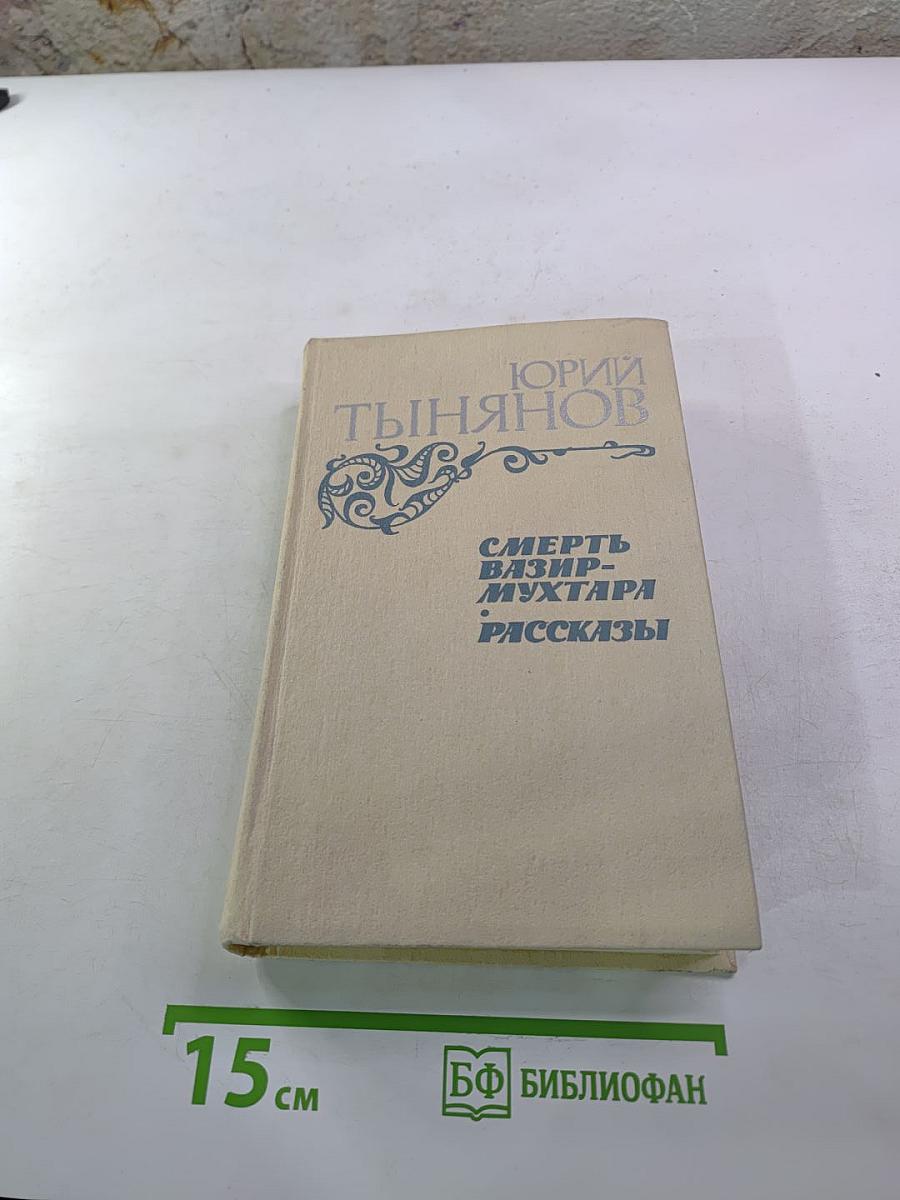 ЮРИЙ
ТЫНЯНОВ
СМЕРТЬ
ВАЗИР-
МУХТАРА
•
РАССКАЗЫ
15 см
БФ БИБЛИОФАН